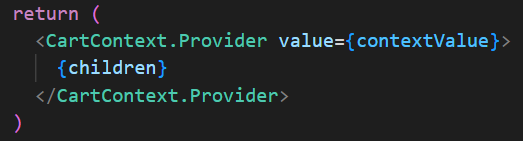 return (
<CartContext.Provider value={contextValue}>
{children}
</CartContext.Provider>
)